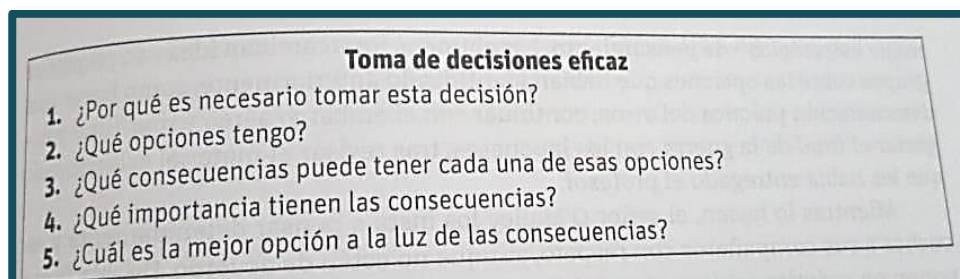 Toma de decisiones eficaz
1. ¿Por qué es necesario tomar esta decisión?
2. ¿Qué opciones tengo?
3. ¿Qué consecuencias puede tener cada una de esas opciones?
4. ¿Qué importancia tienen las consecuencias?
5. ¿Cuál es la mejor opción a la luz de las consecuencias?